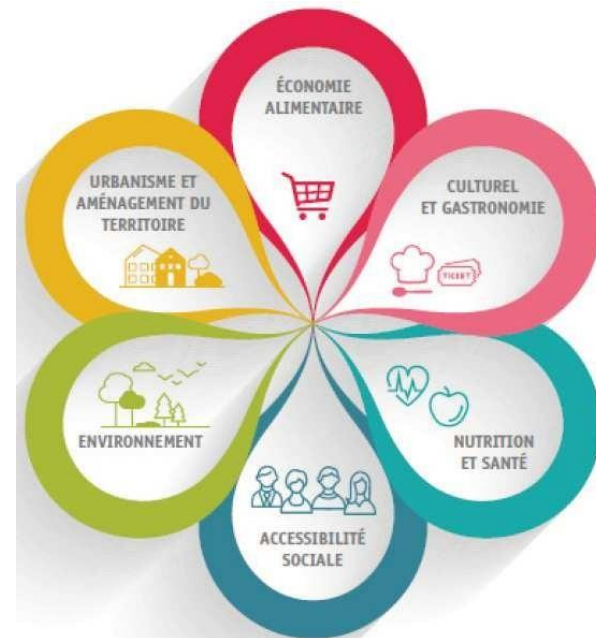 ÉCONOMIE
ALIMENTAIRE
CULTUREL
ET GASTRONOMIE
TICKET
NUTRITION
ET SANTÉ
ACCESSIBILITÉ
SOCIALE
ENVIRONNEMENT
URBANISME ET
AMÉNAGEMENT DU
TERRITOIRE